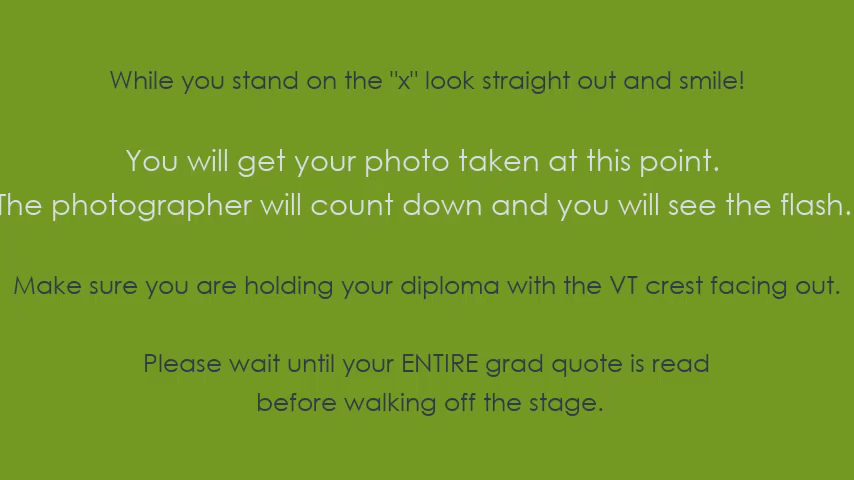 While you stand on the "x" look straight out and smile!
You will get your photo taken at this point.
The photographer will count down and you will see the flash.
Make sure you are holding your diploma with the VT crest facing out.
Please wait until your ENTIRE grad quote is read
before walking off the stage.